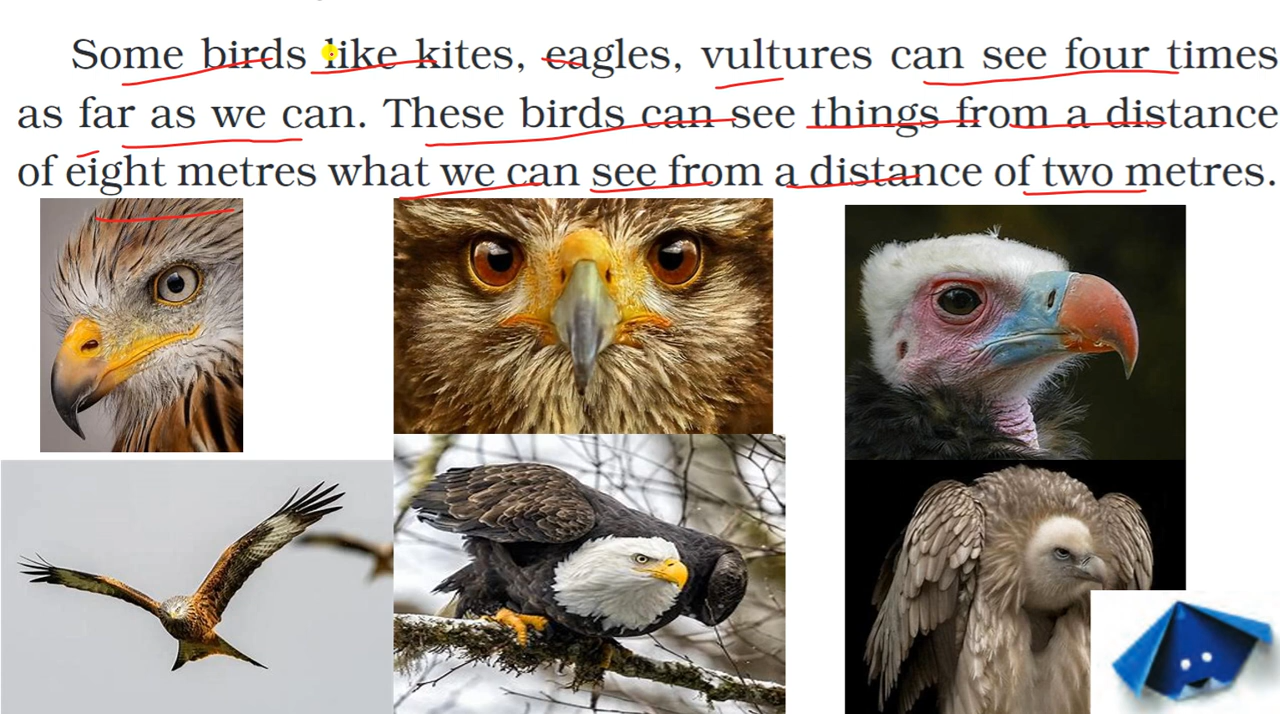 Some birds like kites, eagles, vultures can see four times
as far as we can. These birds can see things from a distance
of eight metres what we can see from a distance of two metres.